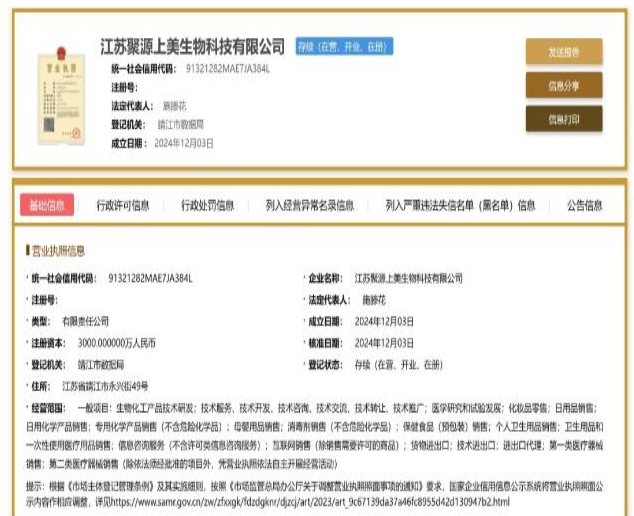 江苏聚源上美生物科技有限公司 存续（在营、开业、在册）
统一社会信用代码： 91321282MAE7JA384L
注册号：
法定代表人： 施滕花
登记机关： 靖江市数据局
成立日期： 2024年12月03日
发送报告
信息分享
信息打印
营业执照
基础信息 行政许可信息 行政处罚信息 列入经营异常名录信息 列入严重违法失信名单（黑名单）信息 公告信息
营业执照信息
· 统一社会信用代码： 91321282MAE7JA384L · 企业名称： 江苏聚源上美生物科技有限公司
· 注册号： · 法定代表人： 施滕花
· 类型： 有限责任公司 · 成立日期： 2024年12月03日
· 注册资本： 3000.000000万人民币 · 核准日期： 2024年12月03日
· 登记机关： 靖江市数据局 · 登记状态： 存续（在营、开业、在册）
· 住所： 江苏省靖江市永兴街49号
· 经营范围： 一般项目：生物化工产品技术研发；技术服务、技术开发、技术咨询、技术交流、技术转让、技术推广；医学研究和试验发展；化妆品零售；日用品销售；
日用化学产品销售；专用化学产品销售（不含危险化学品）；母婴用品销售；消毒剂销售（不含危险化学品）；保健食品（预包装）销售；个人卫生用品销售；卫生用品和
一次性使用医疗用品销售；信息咨询服务（不含许可类信息咨询服务）；互联网销售（除销售需要许可的商品）；货物进出口；技术进出口；进出口代理；第一类医疗器械
销售；第二类医疗器械销售（除依法须经批准的项目外，凭营业执照依法自主开展经营活动）
提示：根据《市场主体登记管理条例》及其实施细则，按照《市场监管总局办公厅关于调整营业执照照面事项的通知》要求，国家企业信用信息公示系统将营业执照照面公
示内容作相应调整，详见https://www.samr.gov.cn/zw/zfxxgk/fdzdgknr/djzcj/art/2023/art_9c67139da37a46fc8955d42d130947b2.html